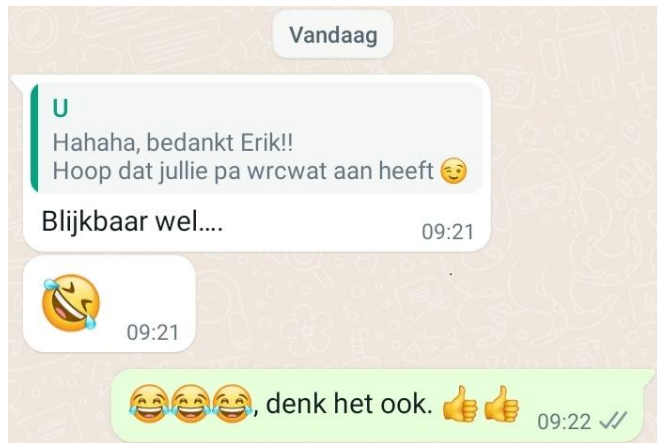 Vandaag
U
Hahaha, bedankt Erik!!
Hoop dat jullie pa wrcwat aan heeft 😉
Blijkbaar wel....
09:21
🤣
09:21
😂😂😂, denk het ook. 👍👍
09:22